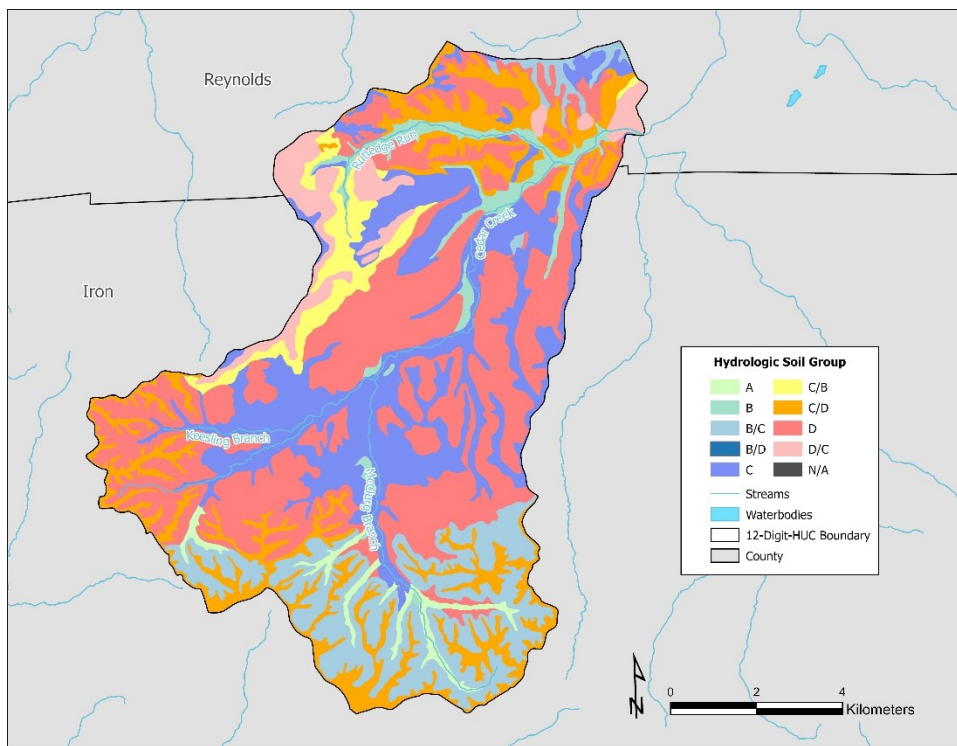 Reynolds
Rutledge Run
Cedar Creek
Iron
Hydrologic Soil Group
A
C/B
B
C/D
B/C
D
B/D
D/C
C
N/A
Streams
Waterbodies
12-Digit-HUC Boundary
County
Koesling Branch
McClurg Branch
N
0 2 4
Kilometers